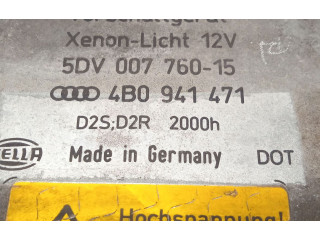 Vorschaltgerät
Xenon-Licht 12V
5DV 007 760-15
4B0 941 471
D2S;D2R 2000h
HELLA Made in Germany DOT
Hochspannung!